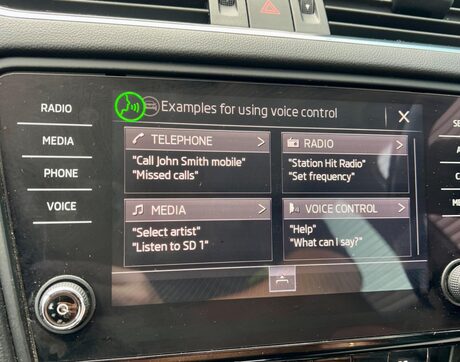 RADIO
MEDIA
PHONE
VOICE
Examples for using voice control
X
TELEPHONE
"Call John Smith mobile"
"Missed calls"
RADIO
"Station Hit Radio"
"Set frequency"
MEDIA
"Select artist"
"Listen to SD 1"
VOICE CONTROL
"Help"
"What can I say?"